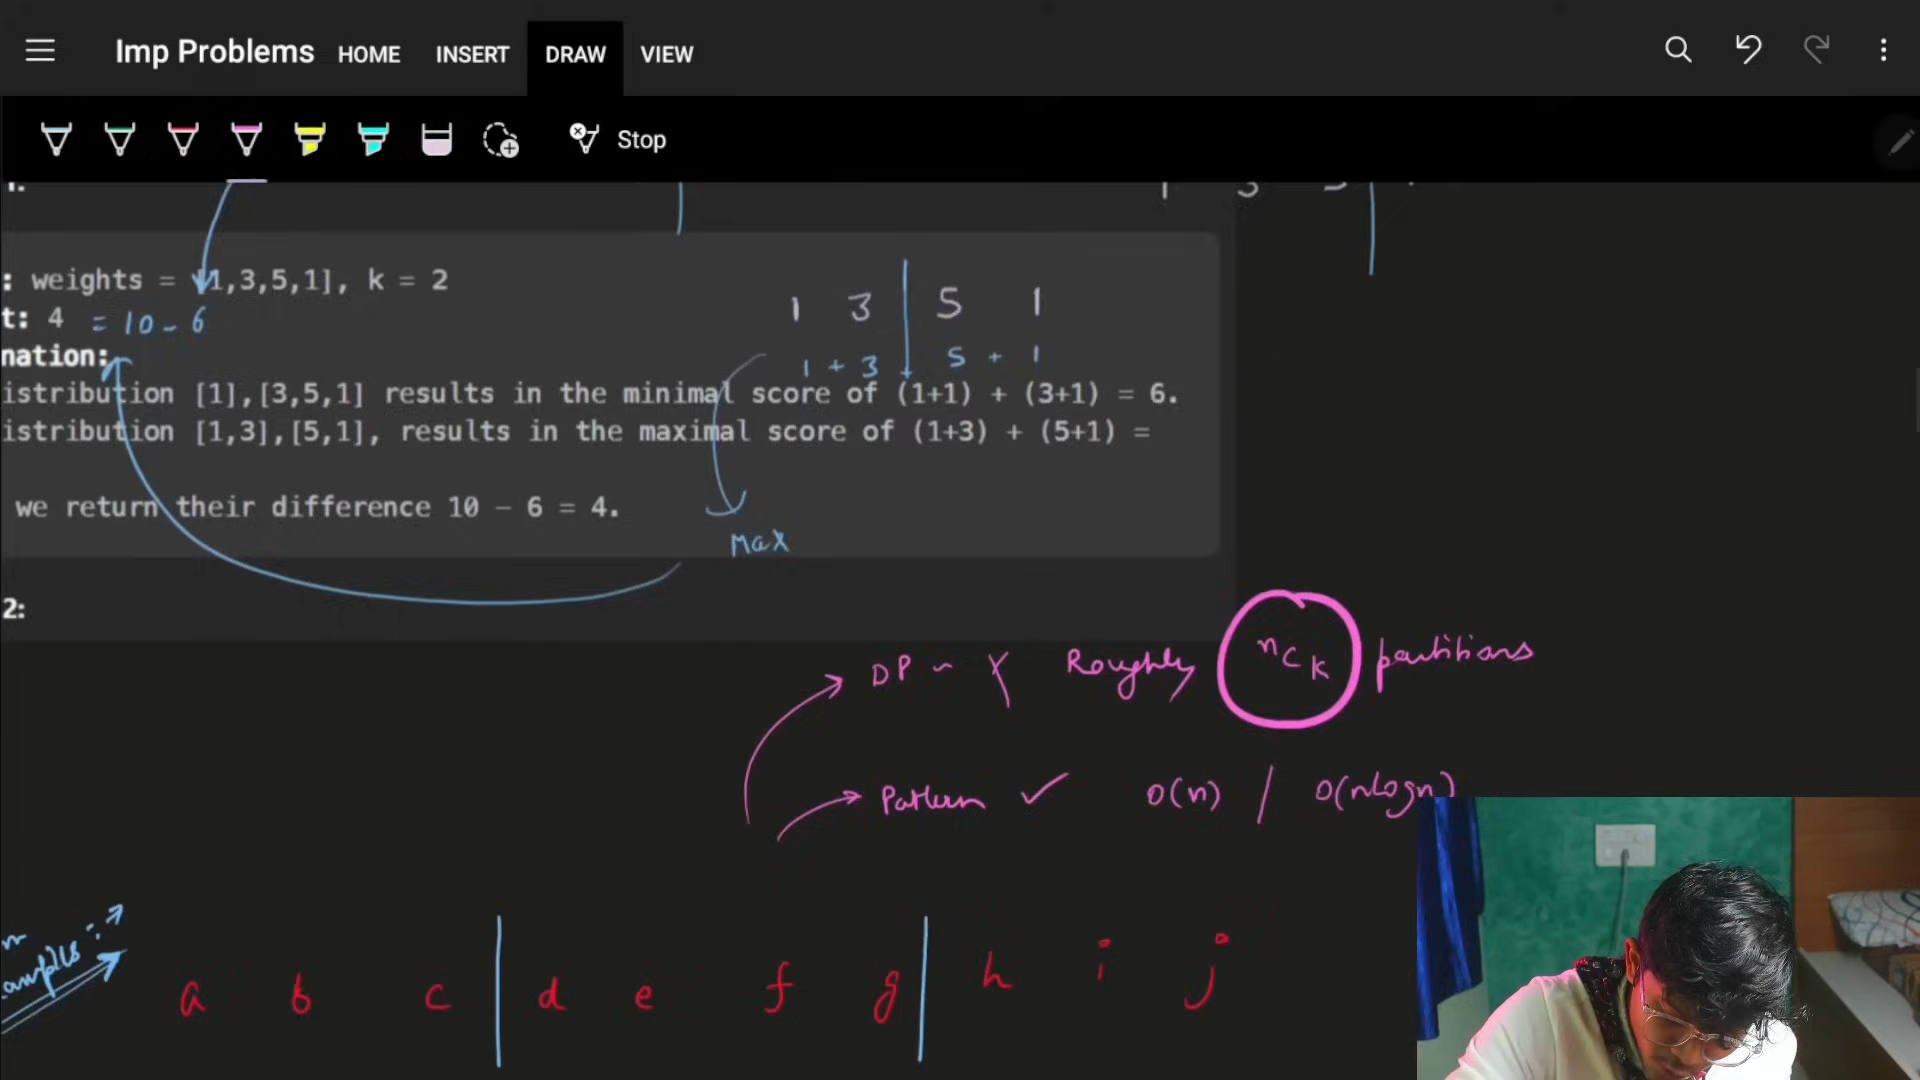 Imp Problems HOME INSERT DRAW VIEW
Stop
: weights = [1,3,5,1], k = 2
t: 4 = 10 - 6
nation:
1 3 5 1
1 + 3 5 + 1
istribution [1],[3,5,1] results in the minimal score of (1+1) + (3+1) = 6.
istribution [1,3],[5,1], results in the maximal score of (1+3) + (5+1) =
we return their difference 10 - 6 = 4.
Max
2:
DP ~ X Roughly nCk partitions
Pattern ✓ O(n) / O(nlogn)
a b c d e f g h i j